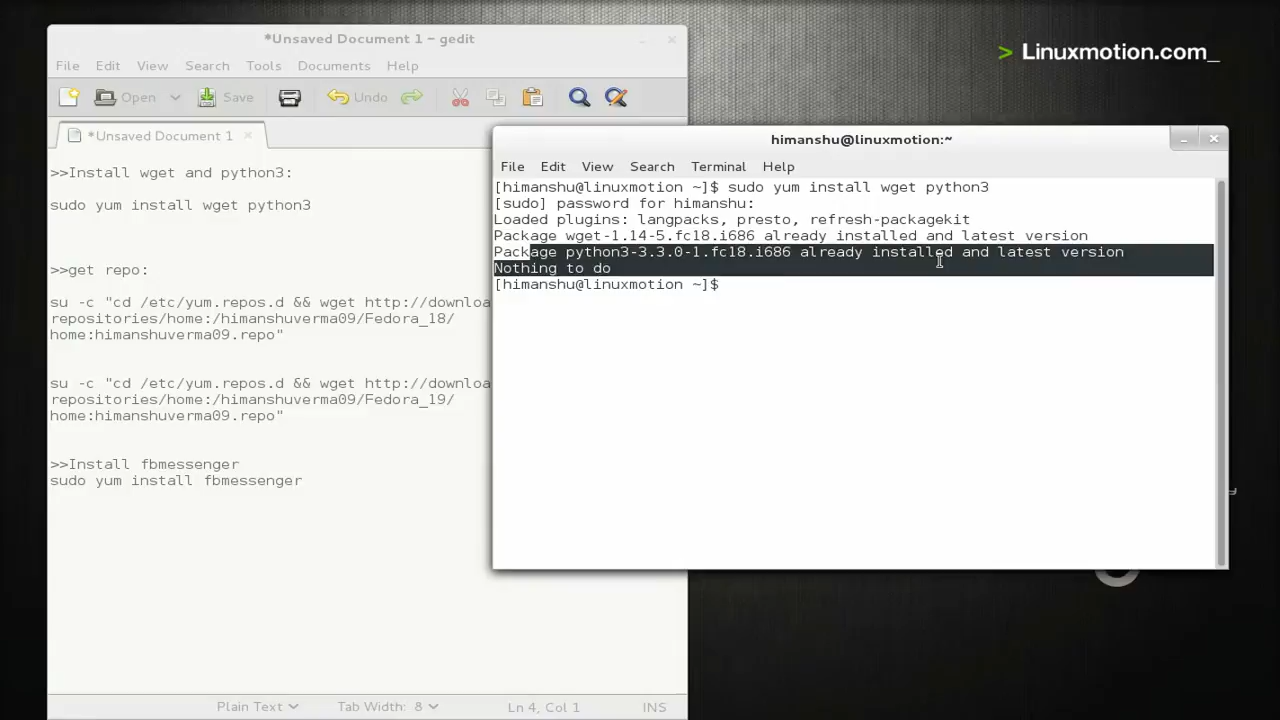 *Unsaved Document 1 ~ gedit
File Edit View Search Tools Documents Help
Open Save Undo
*Unsaved Document 1
>>Install wget and python3:
sudo yum install wget python3
>>get repo:
su -c "cd /etc/yum.repos.d && wget http://downloa
repositories/home:/himanshuverma09/Fedora_18/
home:himanshuverma09.repo"
su -c "cd /etc/yum.repos.d && wget http://downloa
repositories/home:/himanshuverma09/Fedora_19/
home:himanshuverma09.repo"
>>Install fbmessenger
sudo yum install fbmessenger
Plain Text Tab Width: 8 Ln 4, Col 1 INS
> Linuxmotion.com_
himanshu@linuxmotion:~
File Edit View Search Terminal Help
[himanshu@linuxmotion ~]$ sudo yum install wget python3
[sudo] password for himanshu:
Loaded plugins: langpacks, presto, refresh-packagekit
Package wget-1.14-5.fc18.i686 already installed and latest version
Package python3-3.3.0-1.fc18.i686 already installed and latest version
Nothing to do
[himanshu@linuxmotion ~]$